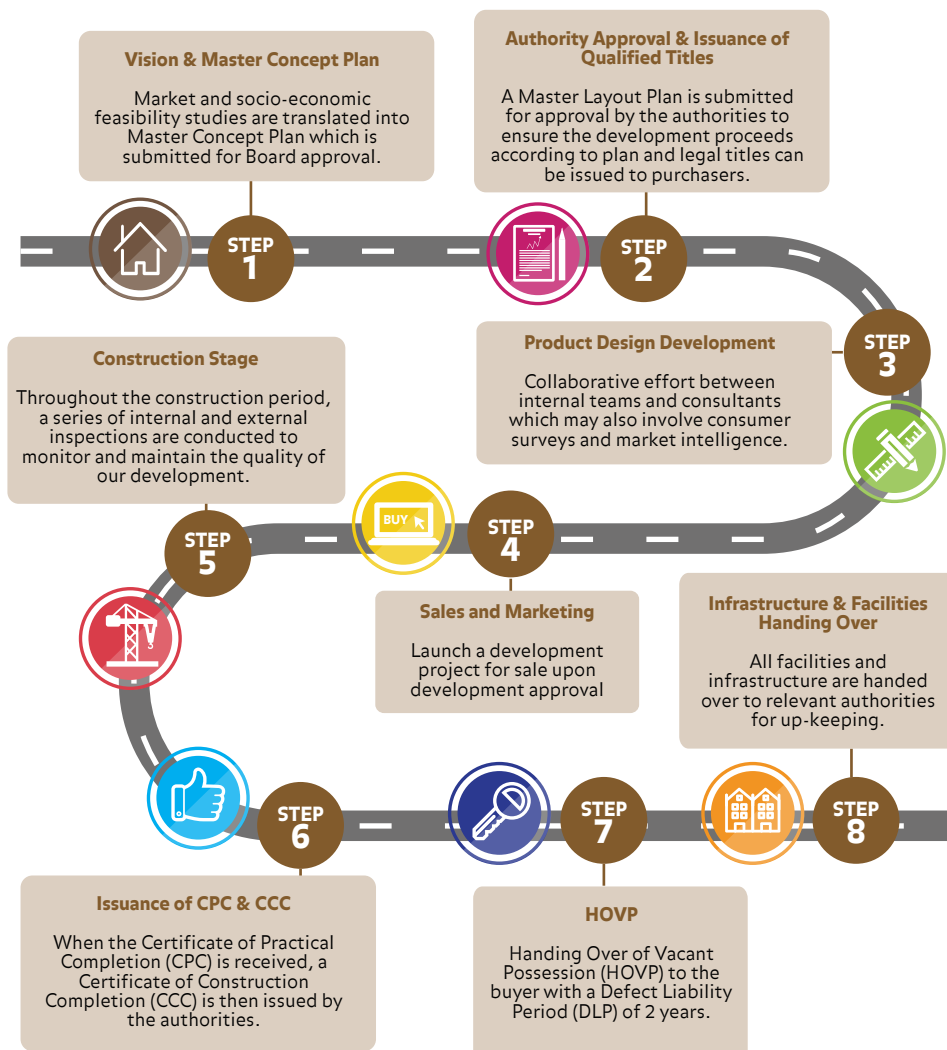 Vision & Master Concept Plan
Market and socio-economic
feasibility studies are translated into
Master Concept Plan which is
submitted for Board approval.
STEP
1
Authority Approval & Issuance of
Qualified Titles
A Master Layout Plan is submitted
for approval by the authorities to
ensure the development proceeds
according to plan and legal titles can
be issued to purchasers.
STEP
2
Product Design Development
Collaborative effort between
internal teams and consultants
which may also involve consumer
surveys and market intelligence.
STEP
3
BUY
STEP
4
Sales and Marketing
Launch a development
project for sale upon
development approval
Construction Stage
Throughout the construction period,
a series of internal and external
inspections are conducted to
monitor and maintain the quality of
our development.
STEP
5
STEP
6
Issuance of CPC & CCC
When the Certificate of Practical
Completion (CPC) is received, a
Certificate of Construction
Completion (CCC) is then issued by
the authorities.
STEP
7
HOVP
Handing Over of Vacant
Possession (HOVP) to the
buyer with a Defect Liability
Period (DLP) of 2 years.
Infrastructure & Facilities
Handing Over
All facilities and
infrastructure are handed
over to relevant authorities
for up-keeping.
STEP
8